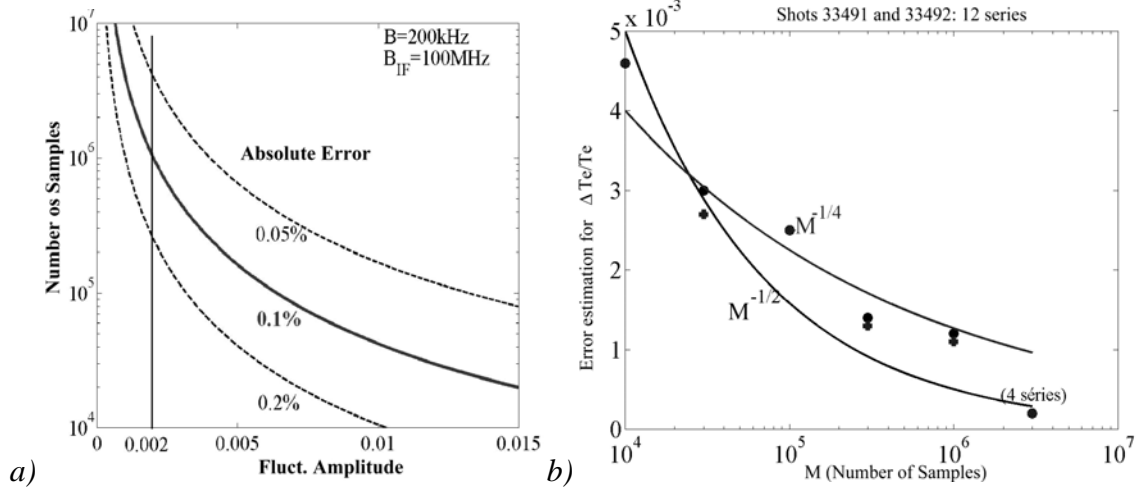 10^7
10^6
10^5
10^4
Number os Samples
B=200kHz
B_IF=100MHz
Absolute Error
0.05%
0.1%
0.2%
0
0.002
0.005
0.01
0.015
Fluct. Amplitude
a)
Shots 33491 and 33492: 12 series
x 10^-3
5
4
3
2
1
0
Error estimation for ΔTe/Te
M^-1/4
M^-1/2
(4 séries)
10^4
10^5
10^6
10^7
M (Number of Samples)
b)